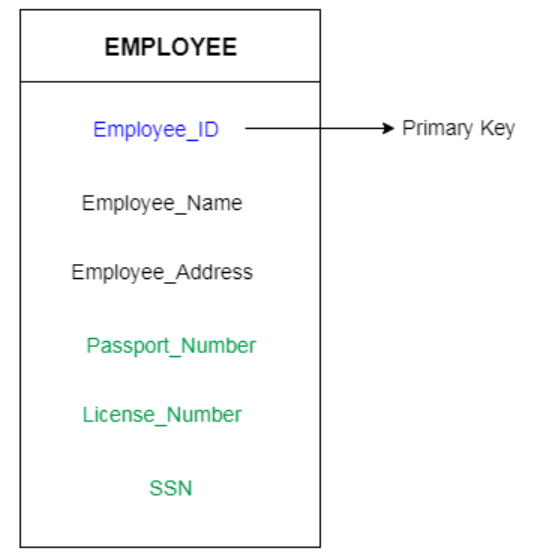 EMPLOYEE
Employee_ID Primary Key
Employee_Name
Employee_Address
Passport_Number
License_Number
SSN